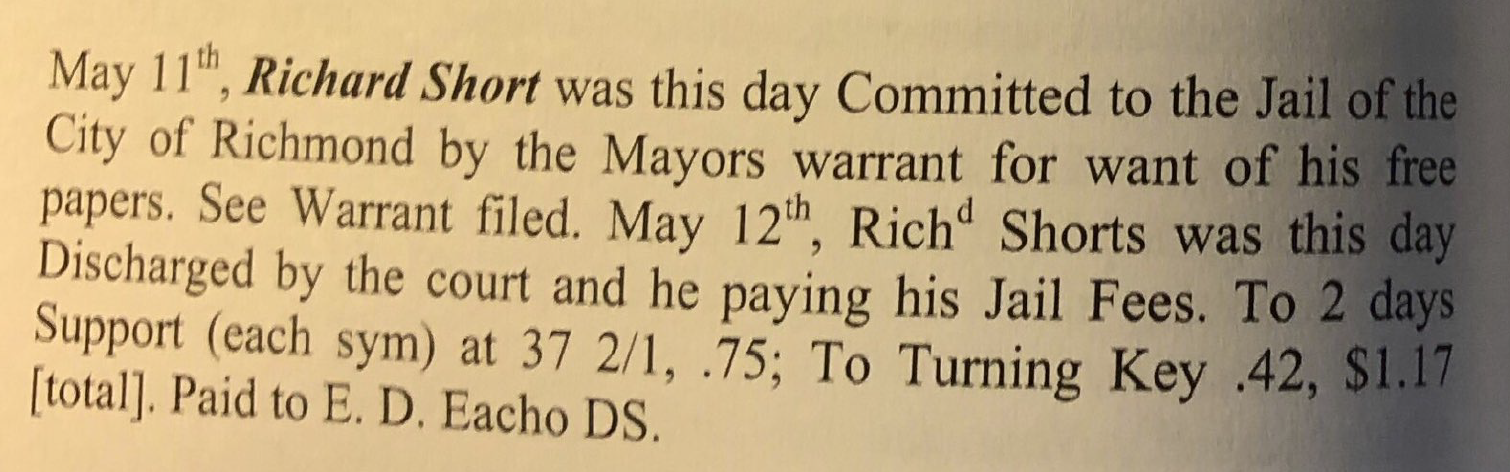 May 11th, Richard Short was this day Committed to the Jail of the
City of Richmond by the Mayors warrant for want of his free
papers. See Warrant filed. May 12th, Richd Shorts was this day
Discharged by the court and he paying his Jail Fees. To 2 days
Support (each sym) at 37 2/1, .75; To Turning Key .42, $1.17
[total]. Paid to E. D. Eacho DS.